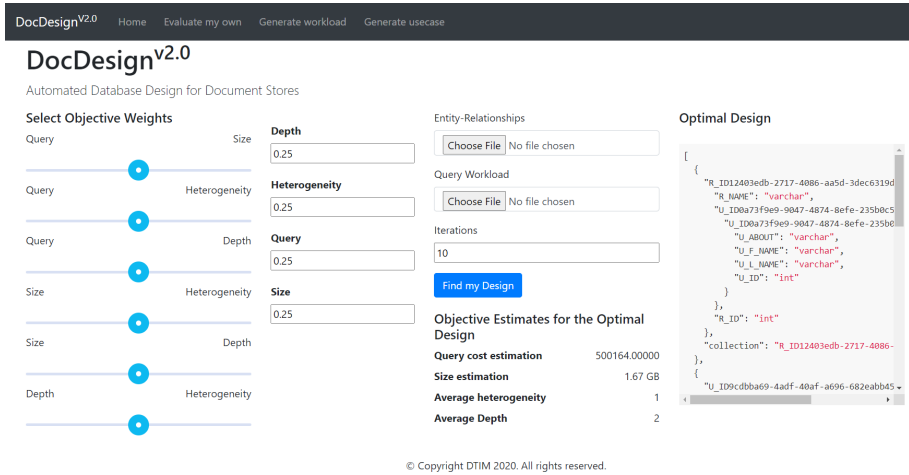 DocDesignV2.0 Home Evaluate my own Generate workload Generate usecase
DocDesignv2.0
Automated Database Design for Document Stores
Select Objective Weights
Query Size
Query Heterogeneity
Query Depth
Size Heterogeneity
Size Depth
Depth Heterogeneity
Depth
0.25
Heterogeneity
0.25
Query
0.25
Size
0.25
Entity-Relationships
Choose File No file chosen
Query Workload
Choose File No file chosen
Iterations
10
Find my Design
Objective Estimates for the Optimal
Design
Query cost estimation 500164.00000
Size estimation 1.67 GB
Average heterogeneity 1
Average Depth 2
Optimal Design
[
{
"R_ID12403edb-2717-4086-aa5d-3dec6319d
"R_NAME": "varchar",
"U_ID0a73f9e9-9047-4874-8efe-235b0c5
"U_ID0a73f9e9-9047-4874-8efe-235b0
"U_ABOUT": "varchar",
"U_F_NAME": "varchar",
"U_L_NAME": "varchar",
"U_ID": "int"
}
},
"R_ID": "int"
},
"collection": "R_ID12403edb-2717-4086-
},
{
"U_ID9cdbba69-4adf-40af-a696-682eabb45
© Copyright DTIM 2020. All rights reserved.